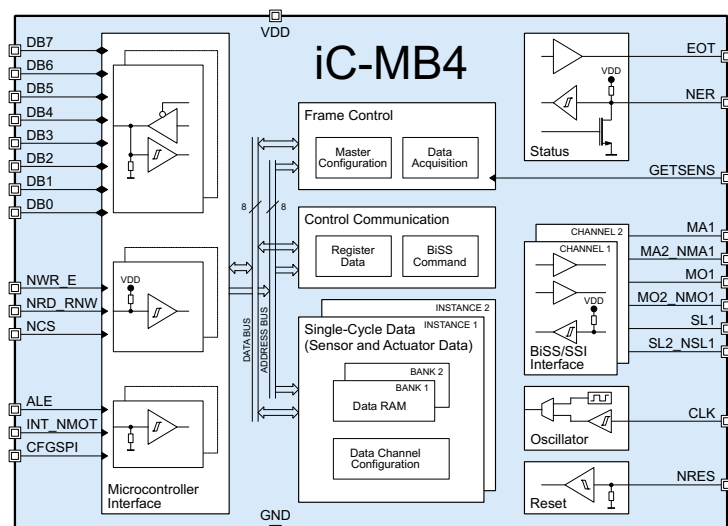 VDD
iC-MB4
DB7
DB6
DB5
DB4
DB3
DB2
DB1
DB0
NWR_E
NRD_RNW
NCS
ALE
INT_NMOT
CFGSPI
VDD
Microcontroller
Interface
8
8
DATA BUS
ADDRESS BUS
Frame Control
Master
Configuration
Data
Acquisition
Control Communication
Register
Data
BiSS
Command
INSTANCE 2
INSTANCE 1
Single-Cycle Data
(Sensor and Actuator Data)
BANK 2
BANK 1
Data RAM
Data Channel
Configuration
VDD
Status
CHANNEL 2
CHANNEL 1
VDD
BiSS/SSI
Interface
Oscillator
Reset
EOT
NER
GETSENS
MA1
MA2_NMA1
MO1
MO2_NMO1
SL1
SL2_NSL1
CLK
NRES
GND